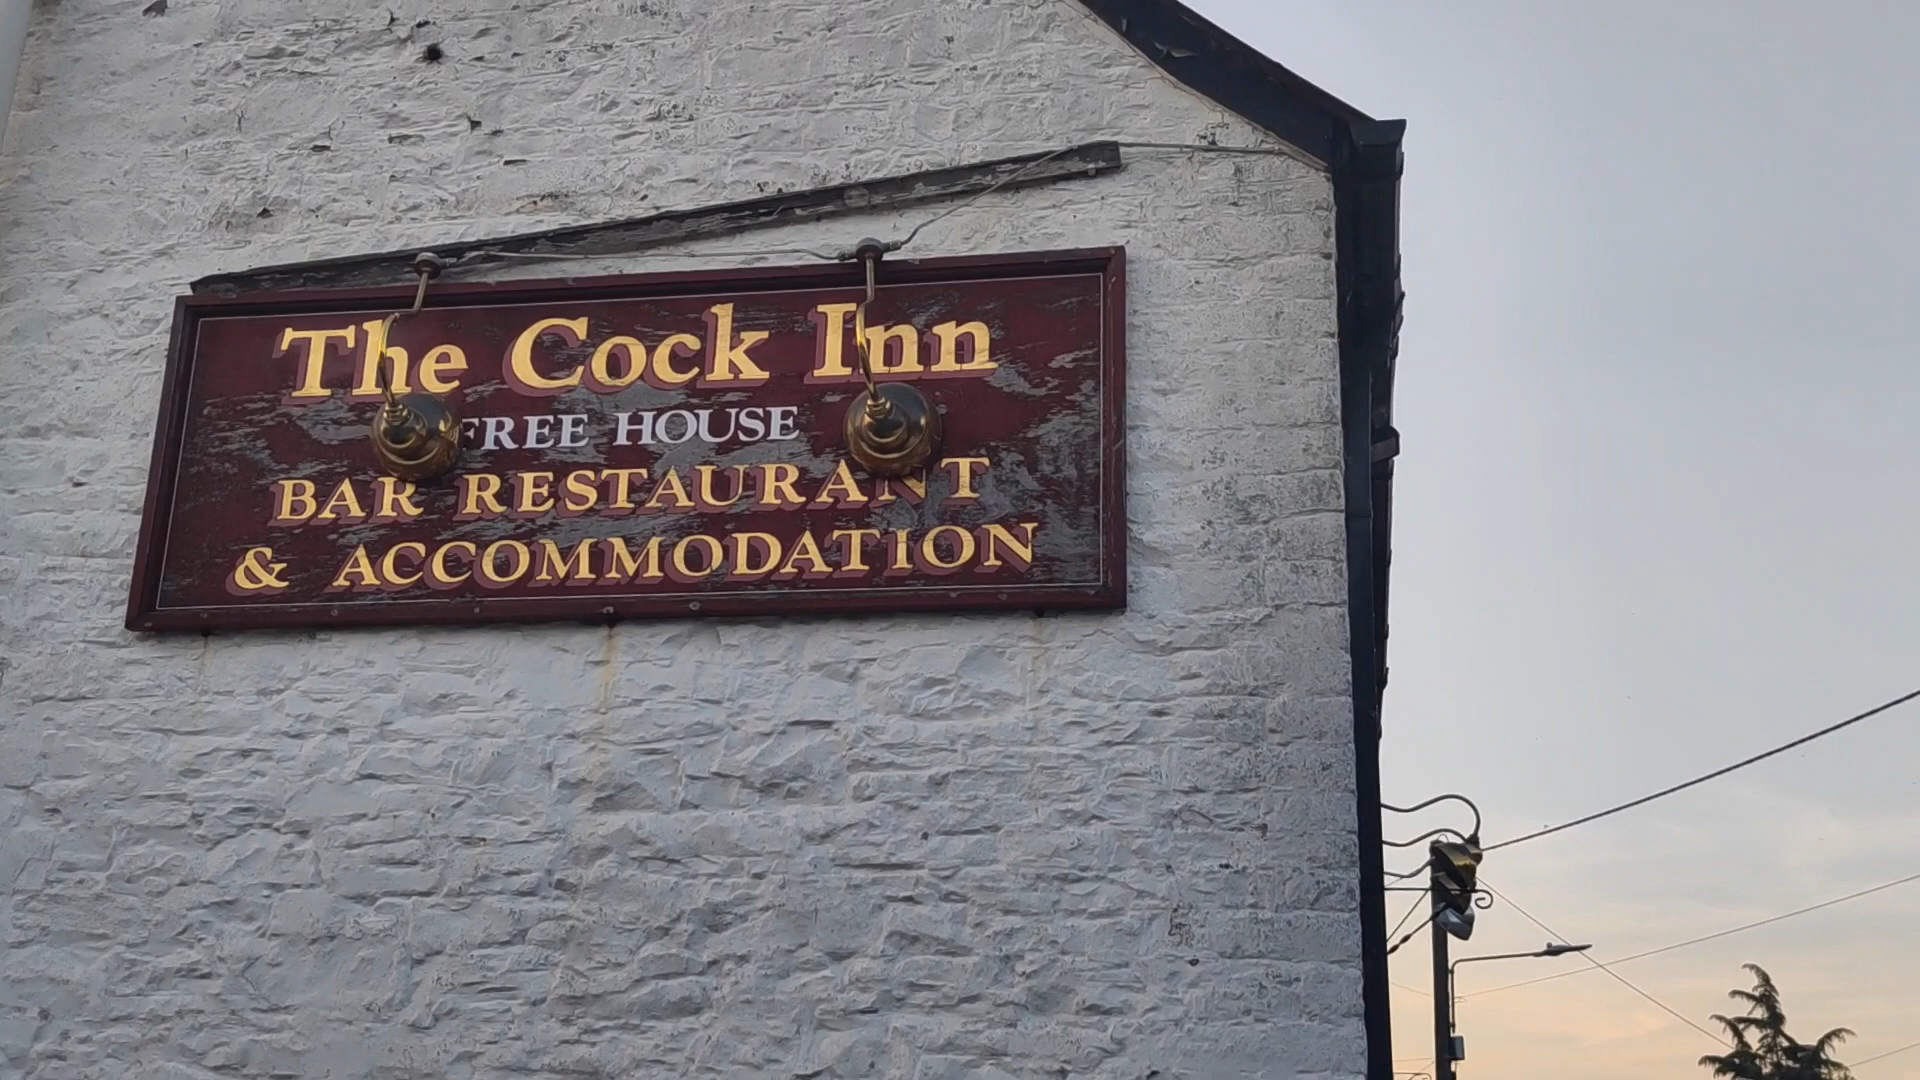 The Cock Inn
FREE HOUSE
BAR RESTAURANT
& ACCOMMODATION